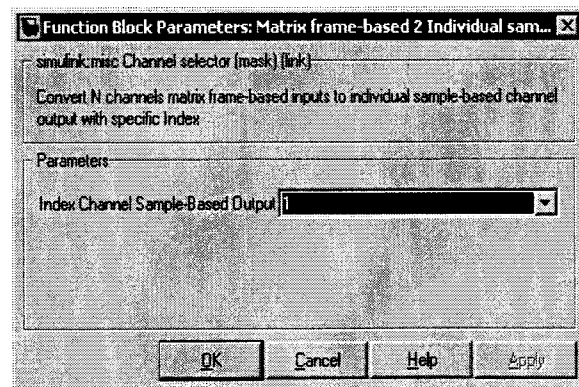 Function Block Parameters: Matrix frame-based 2 Individual sam...
simulink:misc Channel selector (mask) (link)
Convert N channels matrix frame-based inputs to individual sample-based channel
output with specific Index
Parameters
Index Channel Sample-Based Output 1
OK Cancel Help Apply